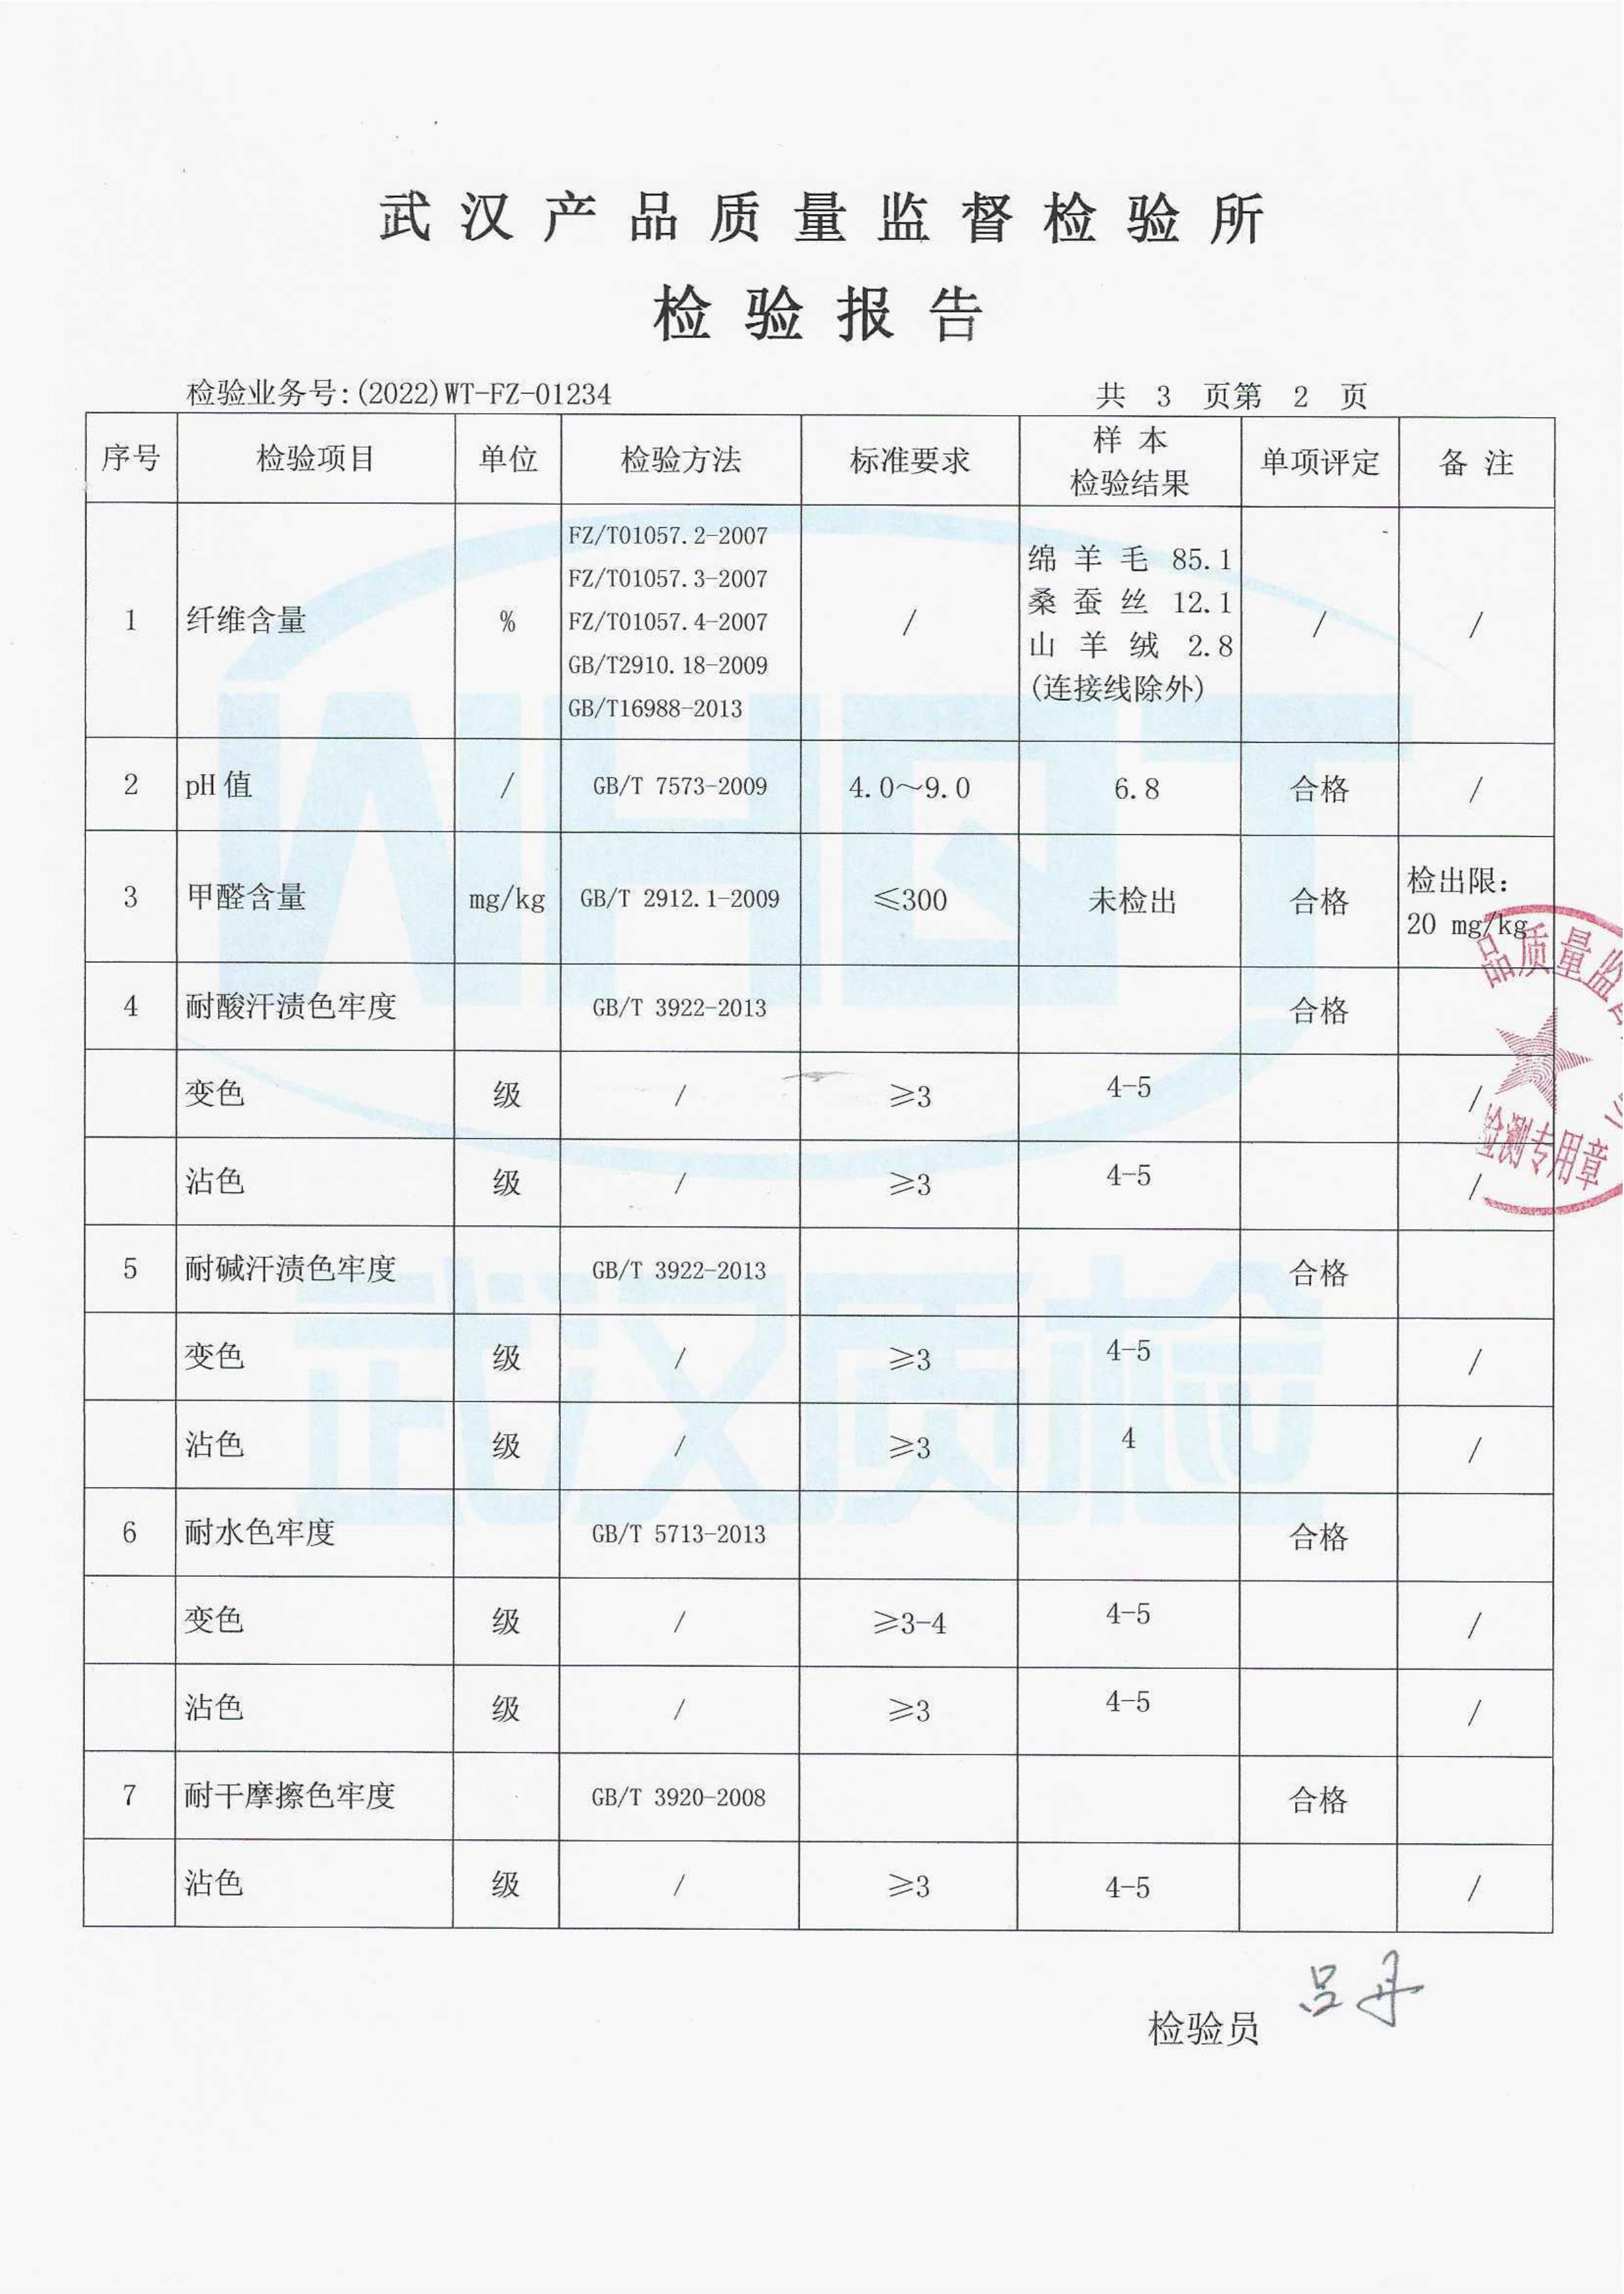 武汉产品质量监督检验所
检验报告
检验业务号:(2022)WT-FZ-01234 共 3 页第 2 页
序号 检验项目 单位 检验方法 标准要求 样本 检验结果 单项评定 备注
1 纤维含量 % FZ/T01057.2-2007 / 绵羊毛 85.1 / /
FZ/T01057.3-2007 桑蚕丝 12.1
FZ/T01057.4-2007 山羊绒 2.8
GB/T2910.18-2009 (连接线除外)
GB/T16988-2013
2 pH值 / GB/T 7573-2009 4.0~9.0 6.8 合格 /
3 甲醛含量 mg/kg GB/T 2912.1-2009 ≤300 未检出 合格 检出限: 20 mg/kg
4 耐酸汗渍色牢度 GB/T 3922-2013 合格
变色 级 / ≥3 4-5 /
沾色 级 / ≥3 4-5 /
5 耐碱汗渍色牢度 GB/T 3922-2013 合格
变色 级 / ≥3 4-5 /
沾色 级 / ≥3 4 /
6 耐水色牢度 GB/T 5713-2013 合格
变色 级 / ≥3-4 4-5 /
沾色 级 / ≥3 4-5 /
7 耐干摩擦色牢度 GB/T 3920-2008 合格
沾色 级 / ≥3 4-5 /
检验员 吕丹
品质量监
检测专用章
WHQT
武汉质检